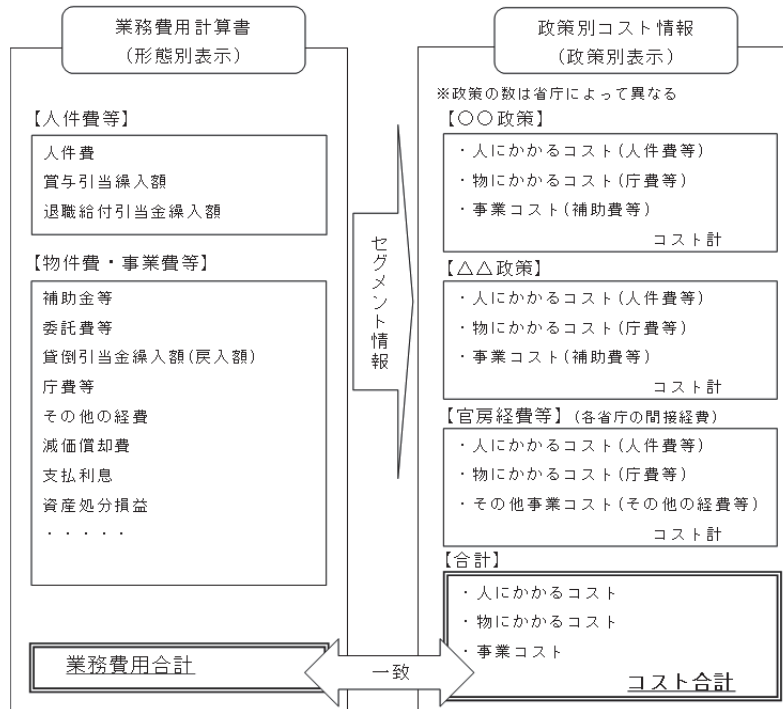 業務費用計算書
(形態別表示)
【人件費等】
人件費
賞与引当繰入額
退職給付引当金繰入額
【物件費・事業費等】
補助金等
委託費等
貸倒引当金繰入額(戻入額)
庁費等
その他の経費
減価償却費
支払利息
資産処分損益
・・・・・
業務費用合計
セグメント情報
一致
政策別コスト情報
(政策別表示)
※政策の数は省庁によって異なる
【○○政策】
・人にかかるコスト(人件費等)
・物にかかるコスト(庁費等)
・事業コスト(補助費等)
コスト計
【△△政策】
・人にかかるコスト(人件費等)
・物にかかるコスト(庁費等)
・事業コスト(補助費等)
コスト計
【官房経費等】(各省庁の間接経費)
・人にかかるコスト(人件費等)
・物にかかるコスト(庁費等)
・その他事業コスト(その他の経費等)
コスト計
【合計】
・人にかかるコスト
・物にかかるコスト
・事業コスト
コスト合計